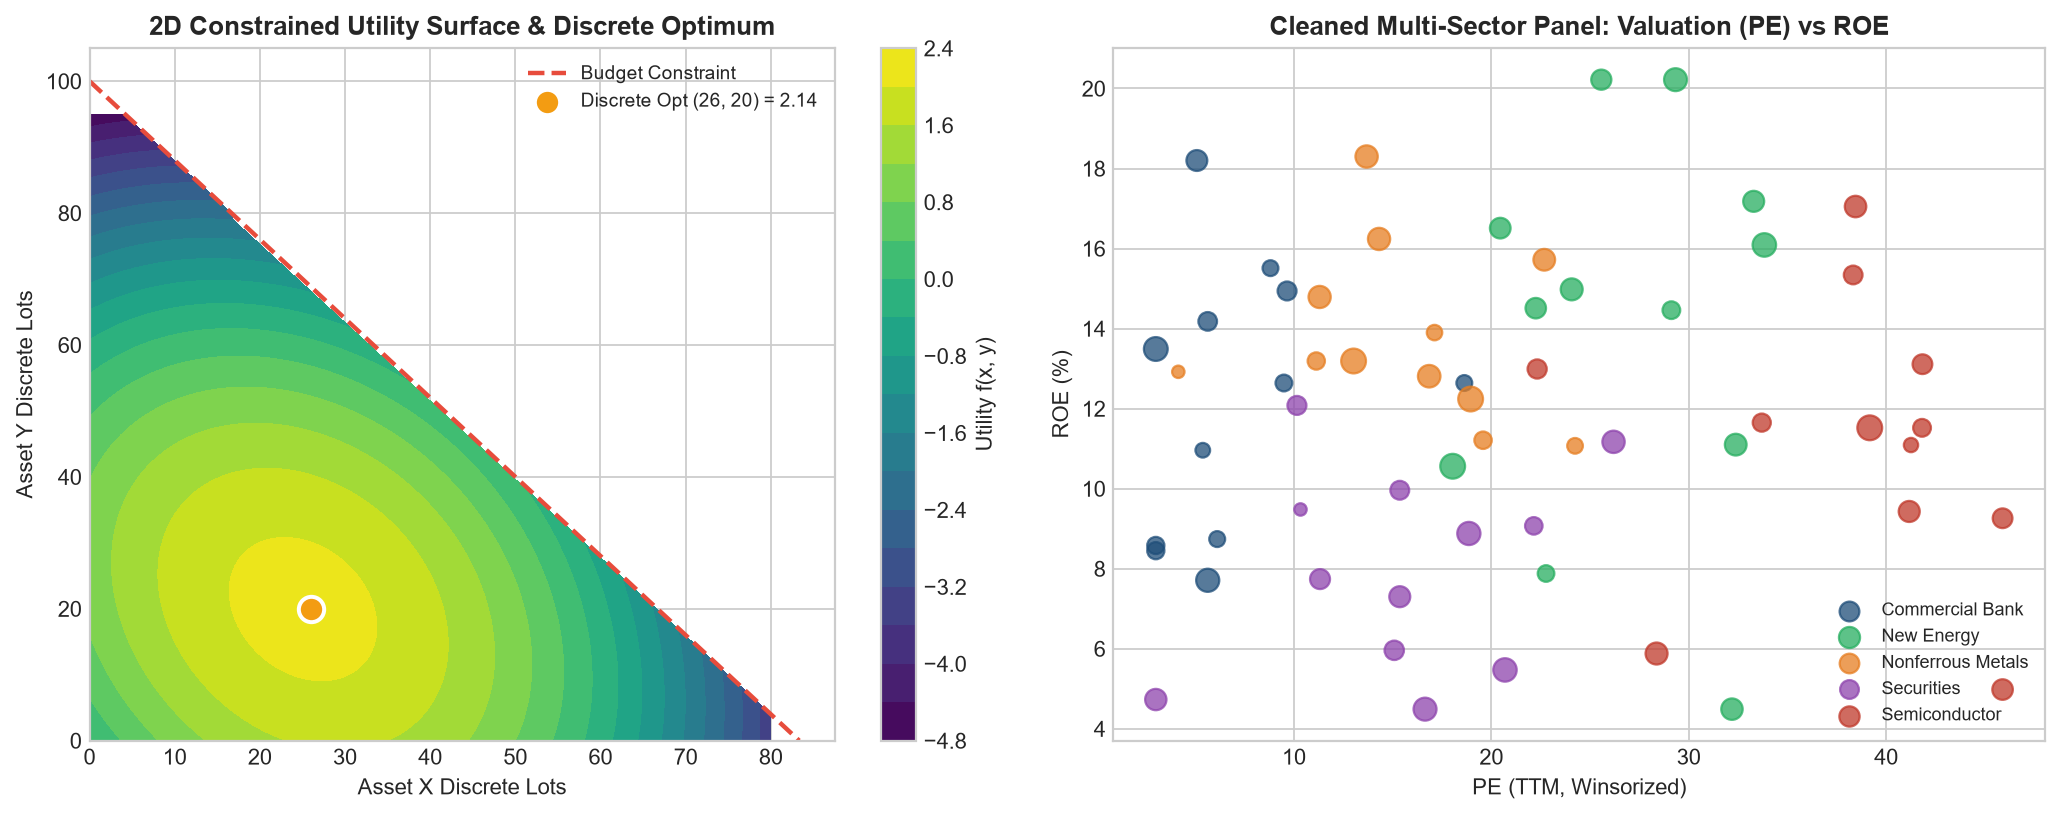 2D Constrained Utility Surface & Discrete Optimum
Budget Constraint
Discrete Opt (26, 20) = 2.14
100
80
60
40
20
0
Asset Y Discrete Lots
0 10 20 30 40 50 60 70 80
Asset X Discrete Lots
2.4
1.6
0.8
0.0
−0.8
−1.6
−2.4
−3.2
−4.0
−4.8
Utility f(x, y)
Cleaned Multi-Sector Panel: Valuation (PE) vs ROE
20
18
16
14
12
10
8
6
4
ROE (%)
Commercial Bank
New Energy
Nonferrous Metals
Securities
Semiconductor
10 20 30 40
PE (TTM, Winsorized)